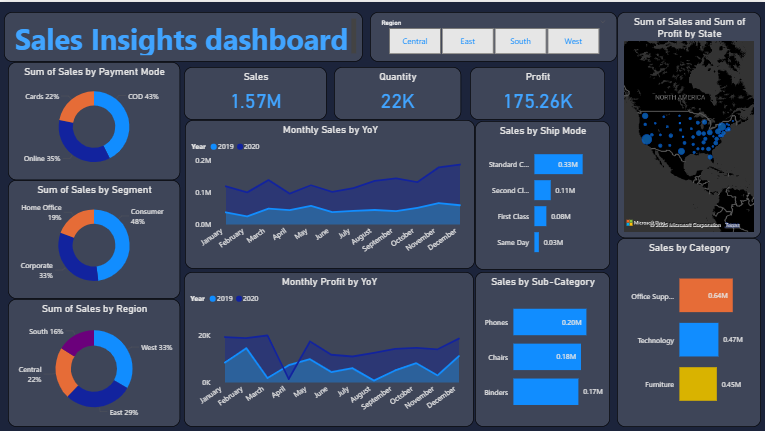 Sales Insights dashboard
Region
Central
East
South
West
Sum of Sales and Sum of
Profit by State
NORTH AMERICA
Microsoft
Microsoft Corporation
Terms
Sum of Sales by Payment Mode
Cards 22%
COD 43%
Online 35%
Sales
1.57M
Quantity
22K
Profit
175.26K
Monthly Sales by YoY
Year 2019 2020
0.2M
0.1M
0.0M
January
February
March
April
May
June
July
August
September
October
November
December
Sales by Ship Mode
Standard C...
0.33M
Second Cl...
0.11M
First Class
0.08M
Same Day
0.03M
Sum of Sales by Segment
Home Office
19%
Consumer
48%
Corporate
33%
Sum of Sales by Region
South 16%
West 33%
Central
22%
East 29%
Monthly Profit by YoY
Year 2019 2020
20K
0K
January
February
March
April
May
June
July
August
September
October
November
December
Sales by Sub-Category
Phones
0.20M
Chairs
0.18M
Binders
0.17M
Sales by Category
Office Supp...
0.64M
Technology
0.47M
Furniture
0.45M